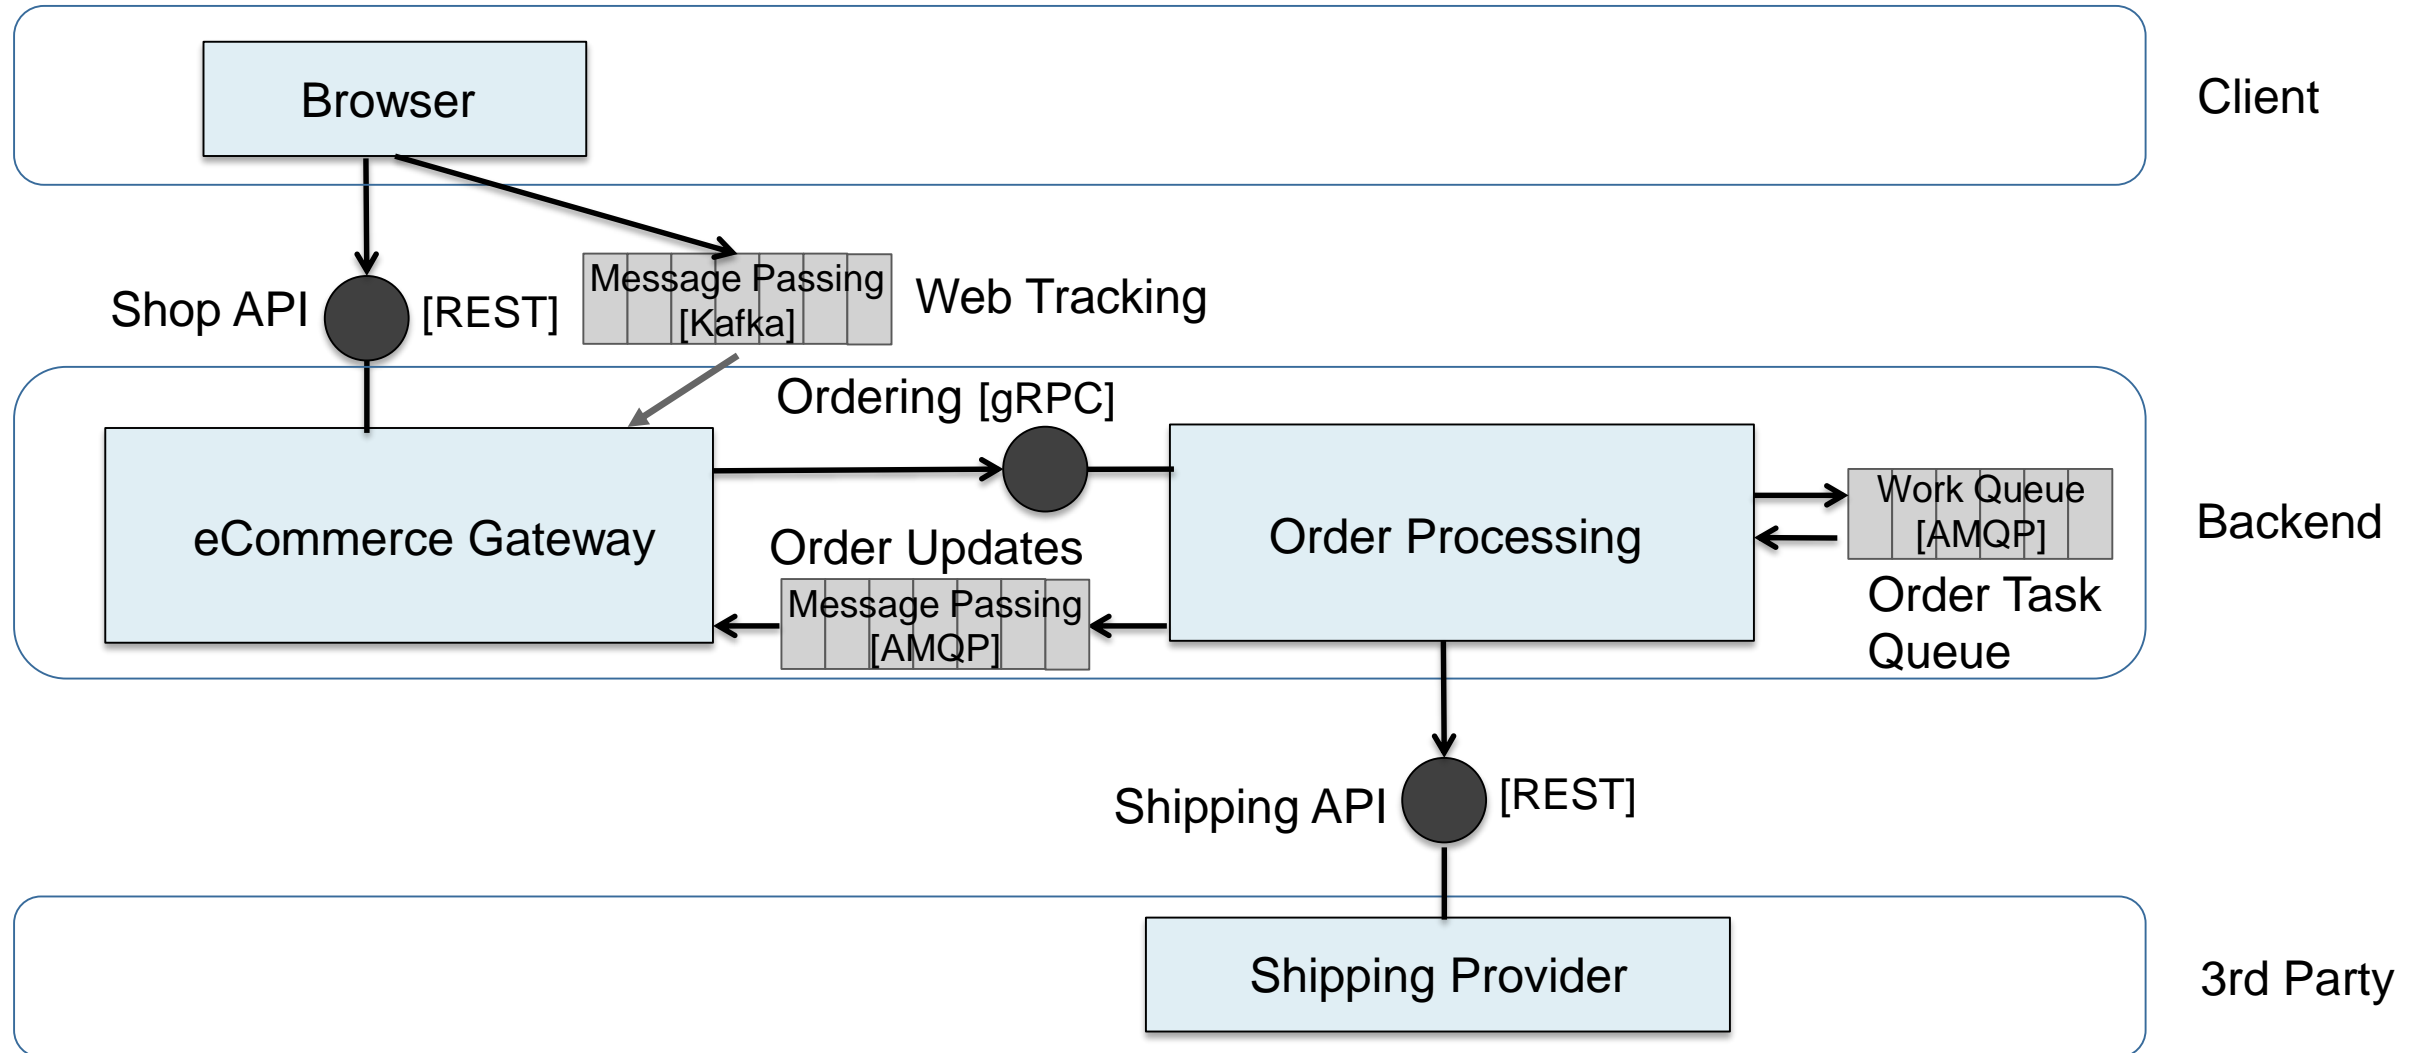 Browser
Client
Shop API
[REST]
Message Passing
[Kafka]
Web Tracking
Ordering [gRPC]
eCommerce Gateway
Order Updates
Message Passing
[AMQP]
Order Processing
Work Queue
[AMQP]
Order Task
Queue
Backend
Shipping API
[REST]
Shipping Provider
3rd Party